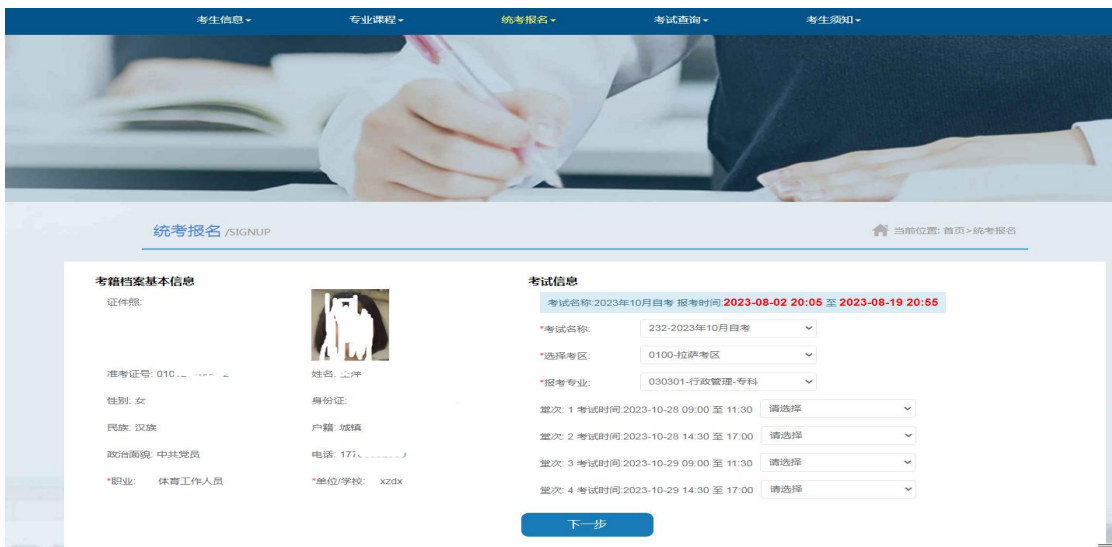 考生信息 专业课程 统考报名 考试查询 考生须知
统考报名 /SIGNUP
当前位置: 首页>统考报名
考籍档案基本信息
证件照:
准考证号: 010
姓名:
性别: 女
身份证:
民族: 汉族
户籍: 城镇
政治面貌: 中共党员
电话: 177
*职业: 体育工作人员
*单位/学校: xzdx
考试信息
考试名称:2023年10月自考 报考时间:2023-08-02 20:05 至 2023-08-19 20:55
*考试名称: 232-2023年10月自考
*选择考区: 0100-拉萨考区
*报考专业: 030301-行政管理-专科
堂次: 1 考试时间:2023-10-28 09:00 至 11:30 请选择
堂次: 2 考试时间:2023-10-28 14:30 至 17:00 请选择
堂次: 3 考试时间:2023-10-29 09:00 至 11:30 请选择
堂次: 4 考试时间:2023-10-29 14:30 至 17:00 请选择
下一步